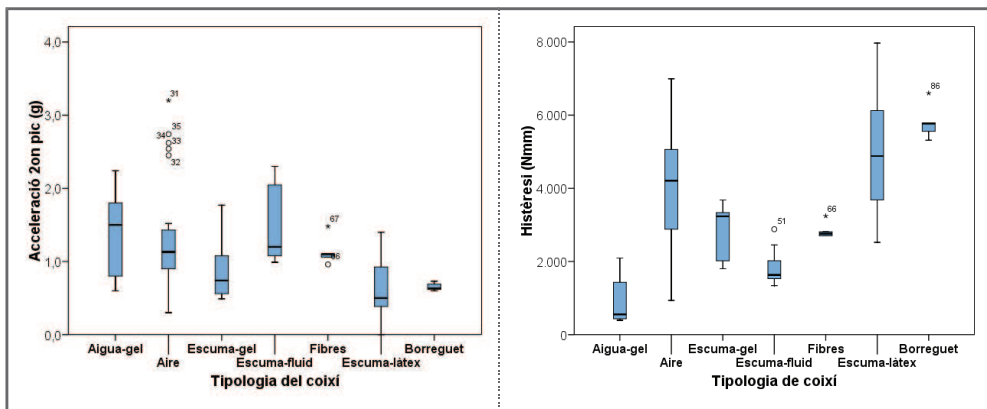 Acceleració 2on pic (g)
4,0
3,0
2,0
1,0
0,0
31
35
34
33
32
67
66
Aigua-gel
Aire
Escuma-gel
Escuma-fluid
Fibres
Escuma-làtex
Borreguet
Tipologia del coixí
Histèresi (Nmm)
8.000
6.000
4.000
2.000
0
51
66
86
Aigua-gel
Aire
Escuma-gel
Escuma-fluid
Fibres
Escuma-làtex
Borreguet
Tipologia de coixí